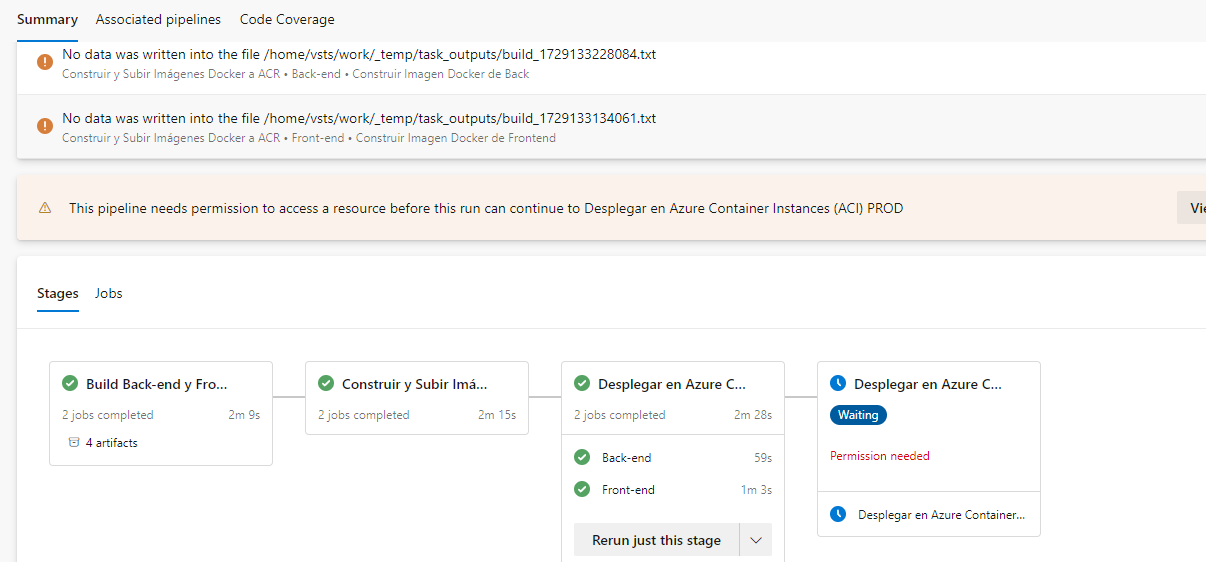 Summary Associated pipelines Code Coverage
No data was written into the file /home/vsts/work/_temp/task_outputs/build_1729133228084.txt
Construir y Subir Imágenes Docker a ACR • Back-end • Construir Imagen Docker de Back
No data was written into the file /home/vsts/work/_temp/task_outputs/build_1729133134061.txt
Construir y Subir Imágenes Docker a ACR • Front-end • Construir Imagen Docker de Frontend
This pipeline needs permission to access a resource before this run can continue to Desplegar en Azure Container Instances (ACI) PROD
Vie
Stages Jobs
Build Back-end y Fro...
2 jobs completed 2m 9s
4 artifacts
Construir y Subir Imá...
2 jobs completed 2m 15s
Desplegar en Azure C...
2 jobs completed 2m 28s
Back-end 59s
Front-end 1m 3s
Rerun just this stage
Desplegar en Azure C...
Waiting
Permission needed
Desplegar en Azure Container...